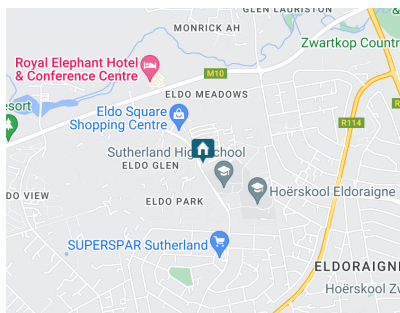 GLEN LAURISTON
MONRICK AH
Zwartkop Countr
Royal Elephant Hotel
& Conference Centre
M10
ELDO MEADOWS
esort
Eldo Square
Shopping Centre
R114
Sutherland High School
ELDO GLEN
Hoërskool Eldoraigne
DO VIEW
ELDO PARK
SUPERSPAR Sutherland
ELDORAIGNE
Hoërskool Zw